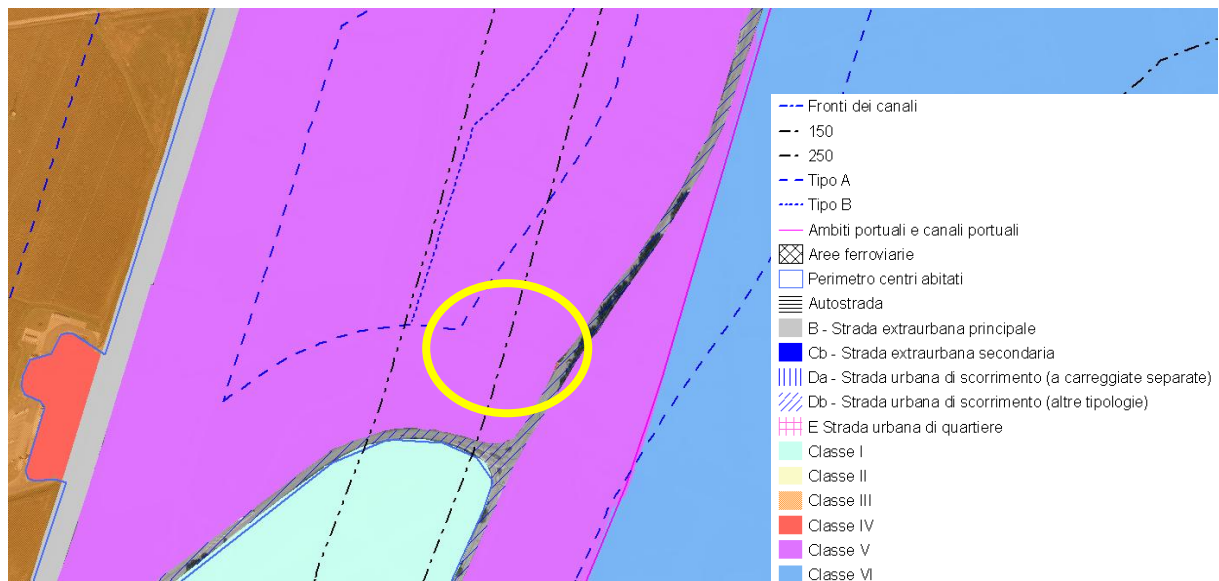 Fronti dei canali
150
250
Tipo A
Tipo B
Ambiti portuali e canali portuali
Aree ferroviarie
Perimetro centri abitati
Autostrada
B - Strada extraurbana principale
Cb - Strada extraurbana secondaria
Da - Strada urbana di scorrimento (a carreggiate separate)
Db - Strada urbana di scorrimento (altre tipologie)
E Strada urbana di quartiere
Classe I
Classe II
Classe III
Classe IV
Classe V
Classe VI